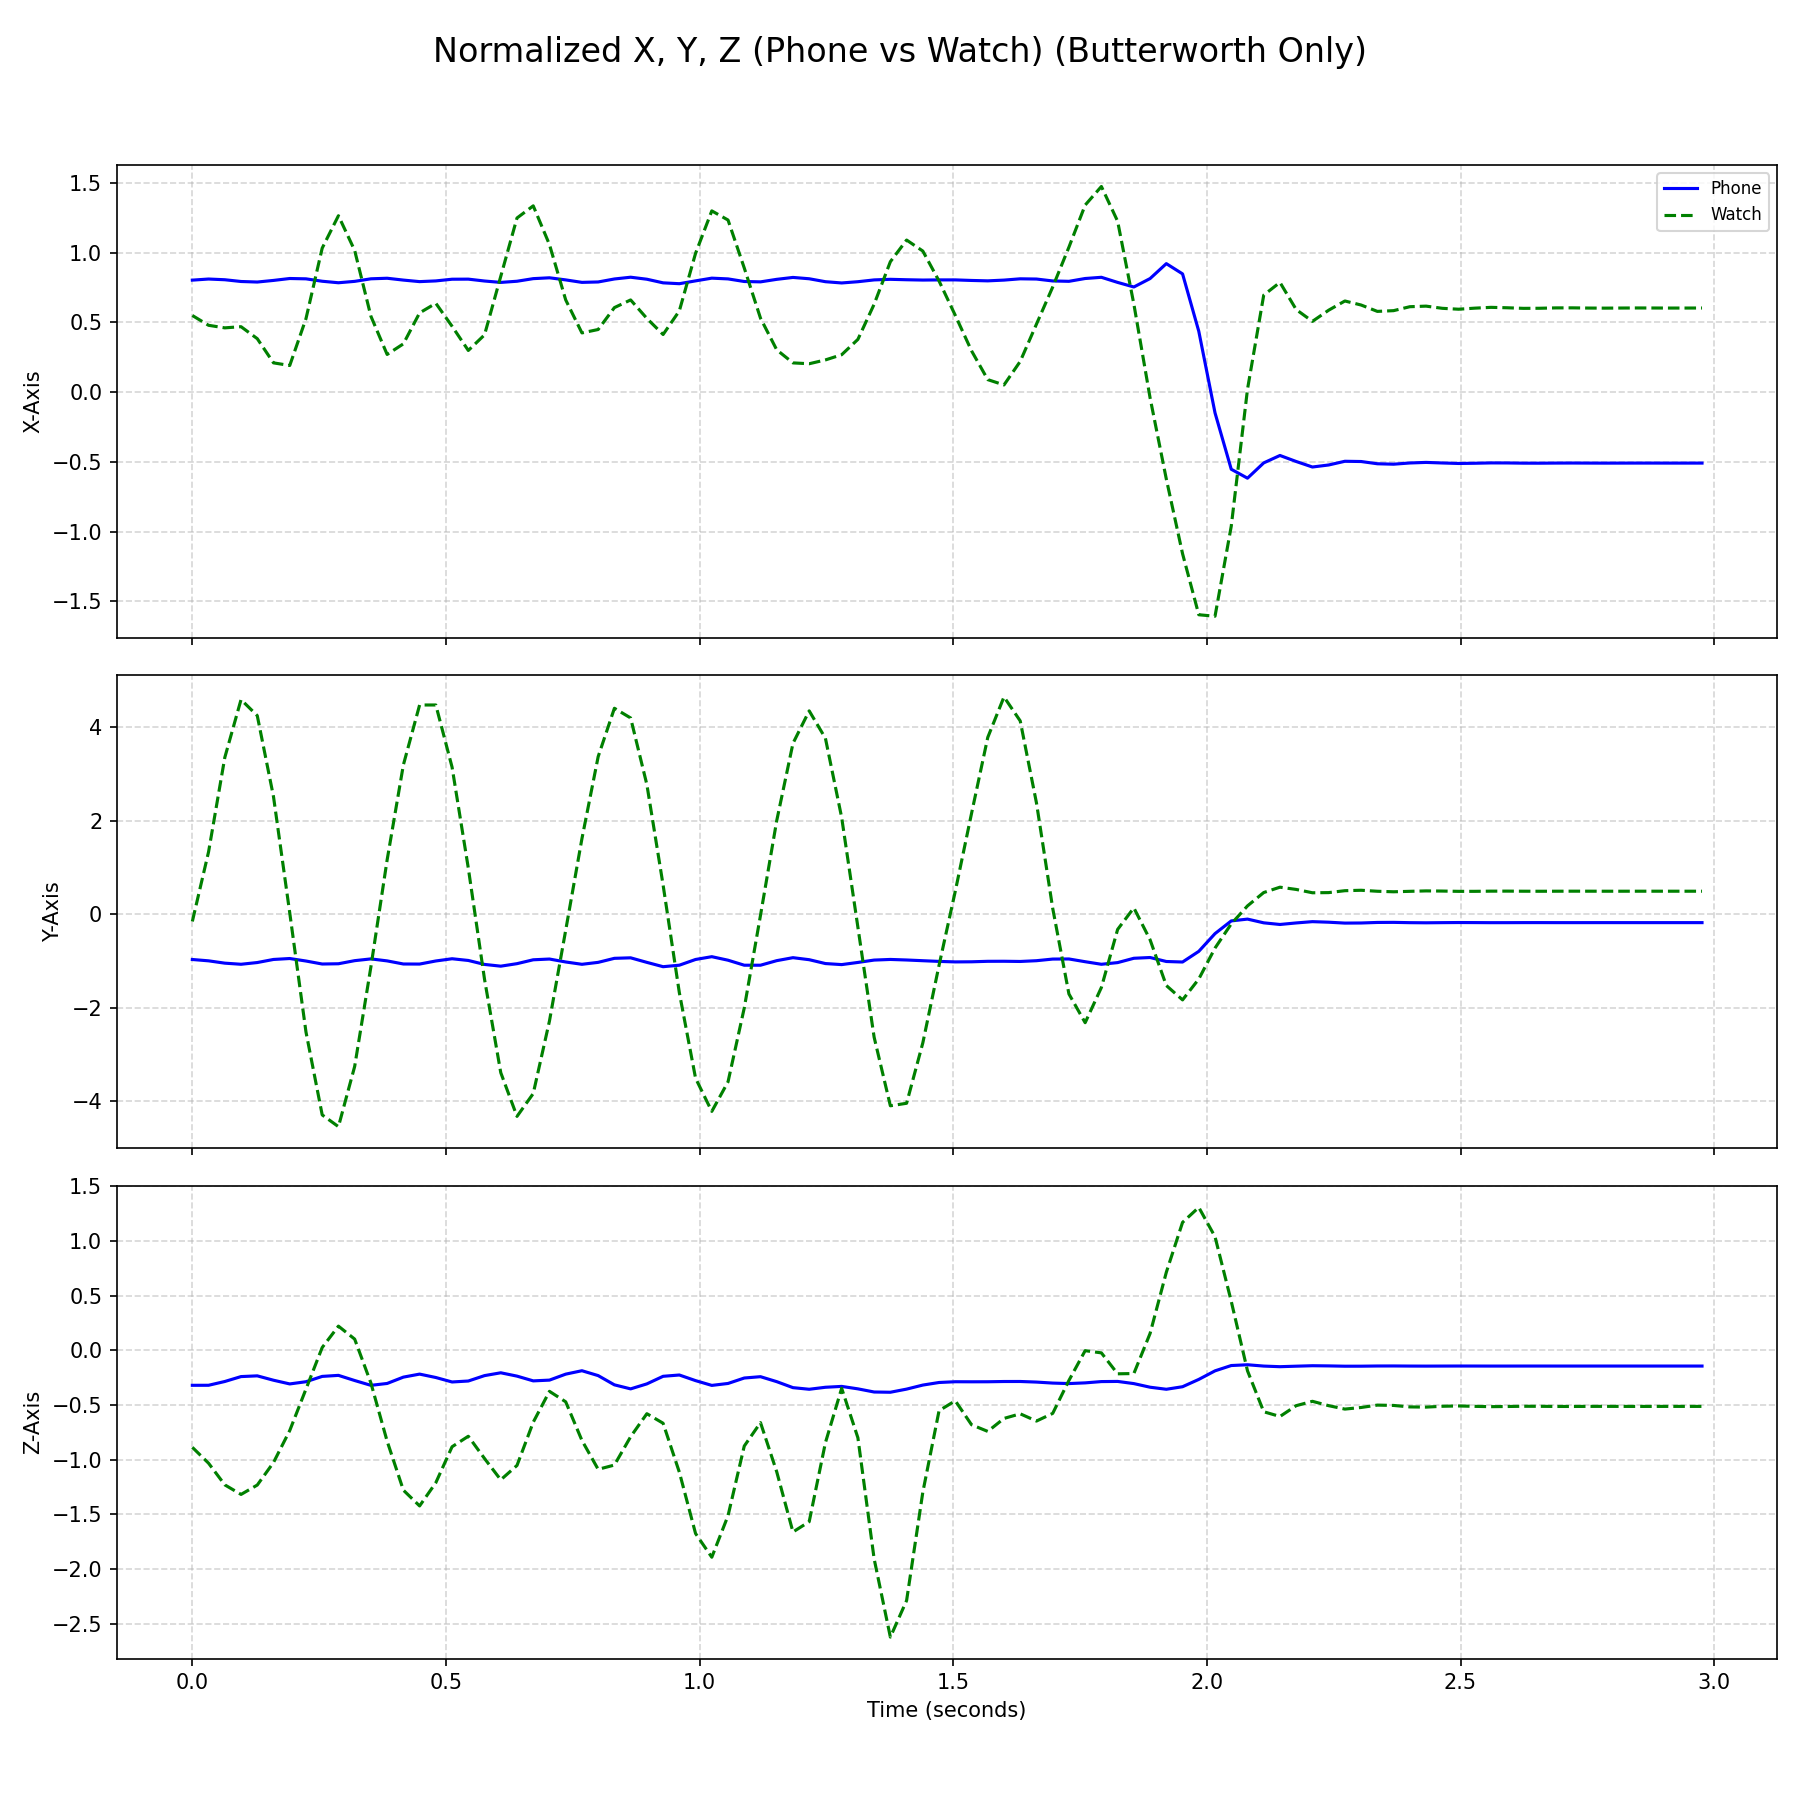 Normalized X, Y, Z (Phone vs Watch) (Butterworth Only)
Phone
Watch
1.5
1.0
0.5
0.0
−0.5
−1.0
−1.5
X-Axis
4
2
0
−2
−4
Y-Axis
1.5
1.0
0.5
0.0
−0.5
−1.0
−1.5
−2.0
−2.5
Z-Axis
0.0 0.5 1.0 1.5 2.0 2.5 3.0
Time (seconds)